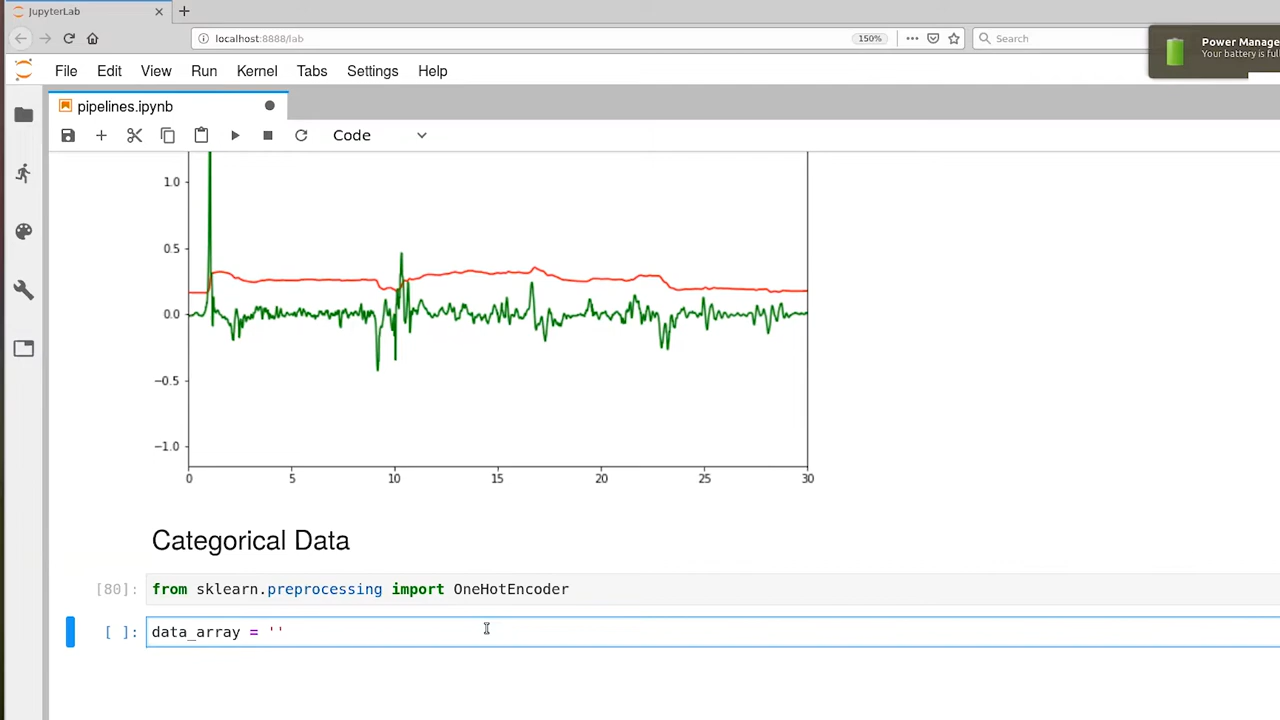 JupyterLab
localhost:8888/lab
150%
Search
Power Manage
Your battery is full
File Edit View Run Kernel Tabs Settings Help
pipelines.ipynb
Code
1.0
0.5
0.0
−0.5
−1.0
0 5 10 15 20 25 30
Categorical Data
[80]: from sklearn.preprocessing import OneHotEncoder
[ ]: data_array = ''